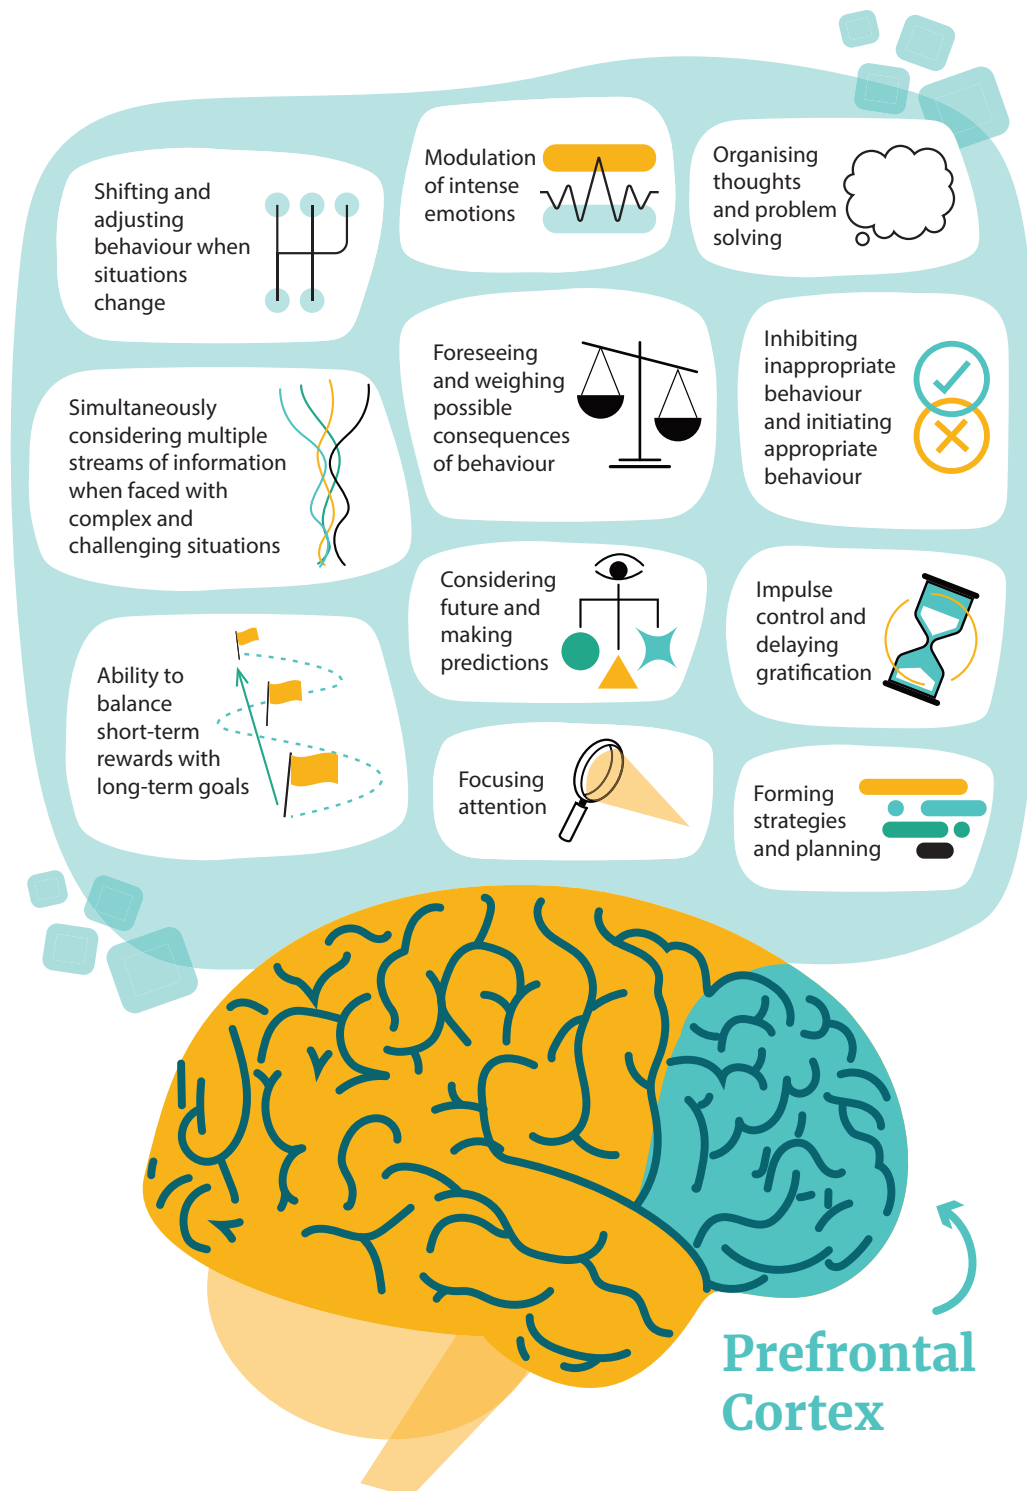 Shifting and
adjusting
behaviour when
situations
change
Modulation
of intense
emotions
Organising
thoughts
and problem
solving
Simultaneously
considering multiple
streams of information
when faced with
complex and
challenging situations
Foreseeing
and weighing
possible
consequences
of behaviour
Inhibiting
inappropriate
behaviour
and initiating
appropriate
behaviour
Ability to
balance
short-term
rewards with
long-term goals
Considering
future and
making
predictions
Impulse
control and
delaying
gratification
Focusing
attention
Forming
strategies
and planning
Prefrontal
Cortex